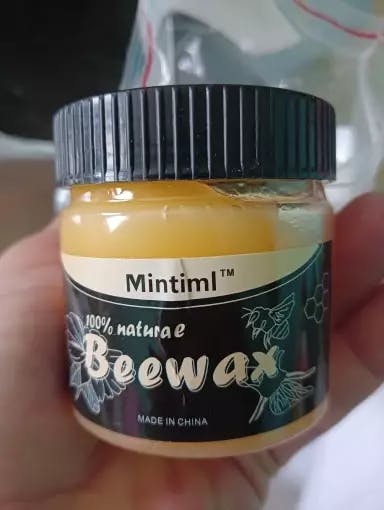 Mintiml™
100% naturae
Beewax
MADE IN CHINA